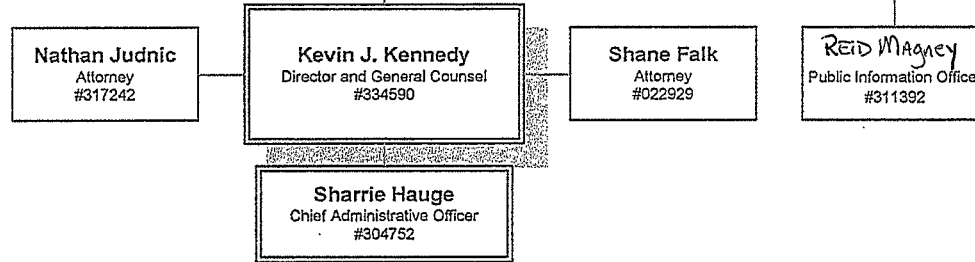 Nathan Judnic
Attorney
#317242
Kevin J. Kennedy
Director and General Counsel
#334590
Shane Falk
Attorney
#022929
REID MAgney
Public Information Office
#311392
Sharrie Hauge
Chief Administrative Officer
#304752